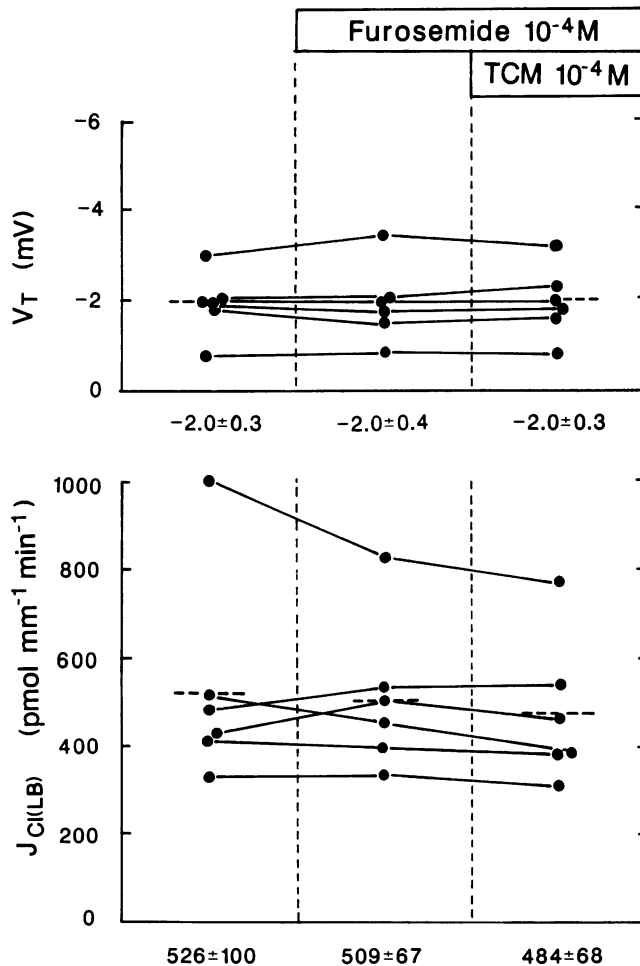 Furosemide 10⁻⁴M
TCM 10⁻⁴M
-6
-4
-2
0
V_T (mV)
-2.0±0.3 -2.0±0.4 -2.0±0.3
1000
800
600
400
200
0
J_Cl(LB) (pmol mm⁻¹ min⁻¹)
526±100 509±67 484±68